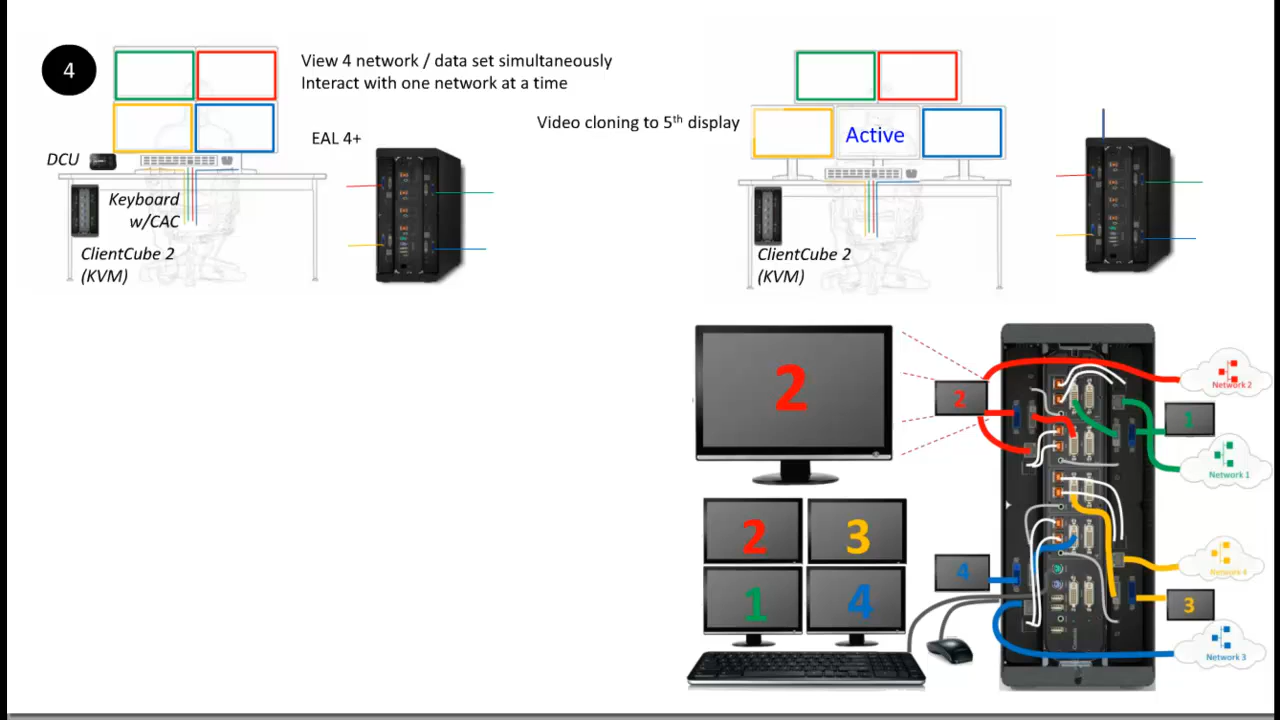 4
View 4 network / data set simultaneously
Interact with one network at a time
EAL 4+
DCU
Keyboard
w/CAC
ClientCube 2
(KVM)
Video cloning to 5th display
Active
ClientCube 2
(KVM)
2
2
Network 2
1
Network 1
2
3
1
4
4
Network 4
3
Network 3